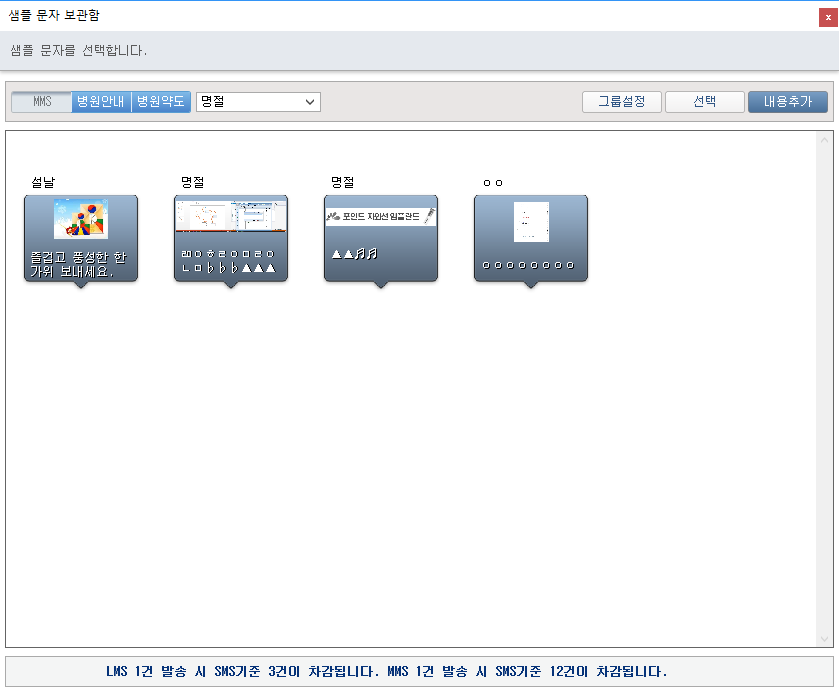 샘플 문자 보관함
x
샘플 문자를 선택합니다.
MMS 병원안내 병원약도 명절 그룹설정 선택 내용추가
설날
즐겁고 풍성한 한
가위 보내세요.
명절
ㄴㅁ♭♭♭▲▲▲
명절
포인트 자외선 임플란트
▲▲♬♬
ㅇㅇ
ㅇㅇㅇㅇㅇㅇㅇㅇ
LMS 1건 발송 시 SMS기준 3건이 차감됩니다. MMS 1건 발송 시 SMS기준 12건이 차감됩니다.